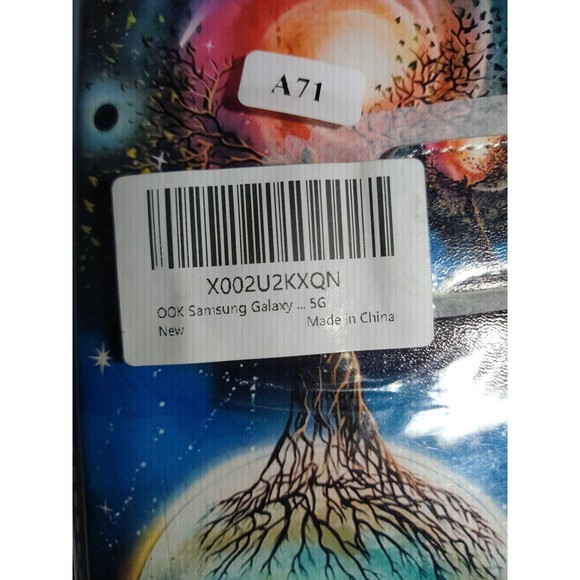 A71
X002U2KXQN
OOK Samsung Galaxy ... 5G
New Made in China